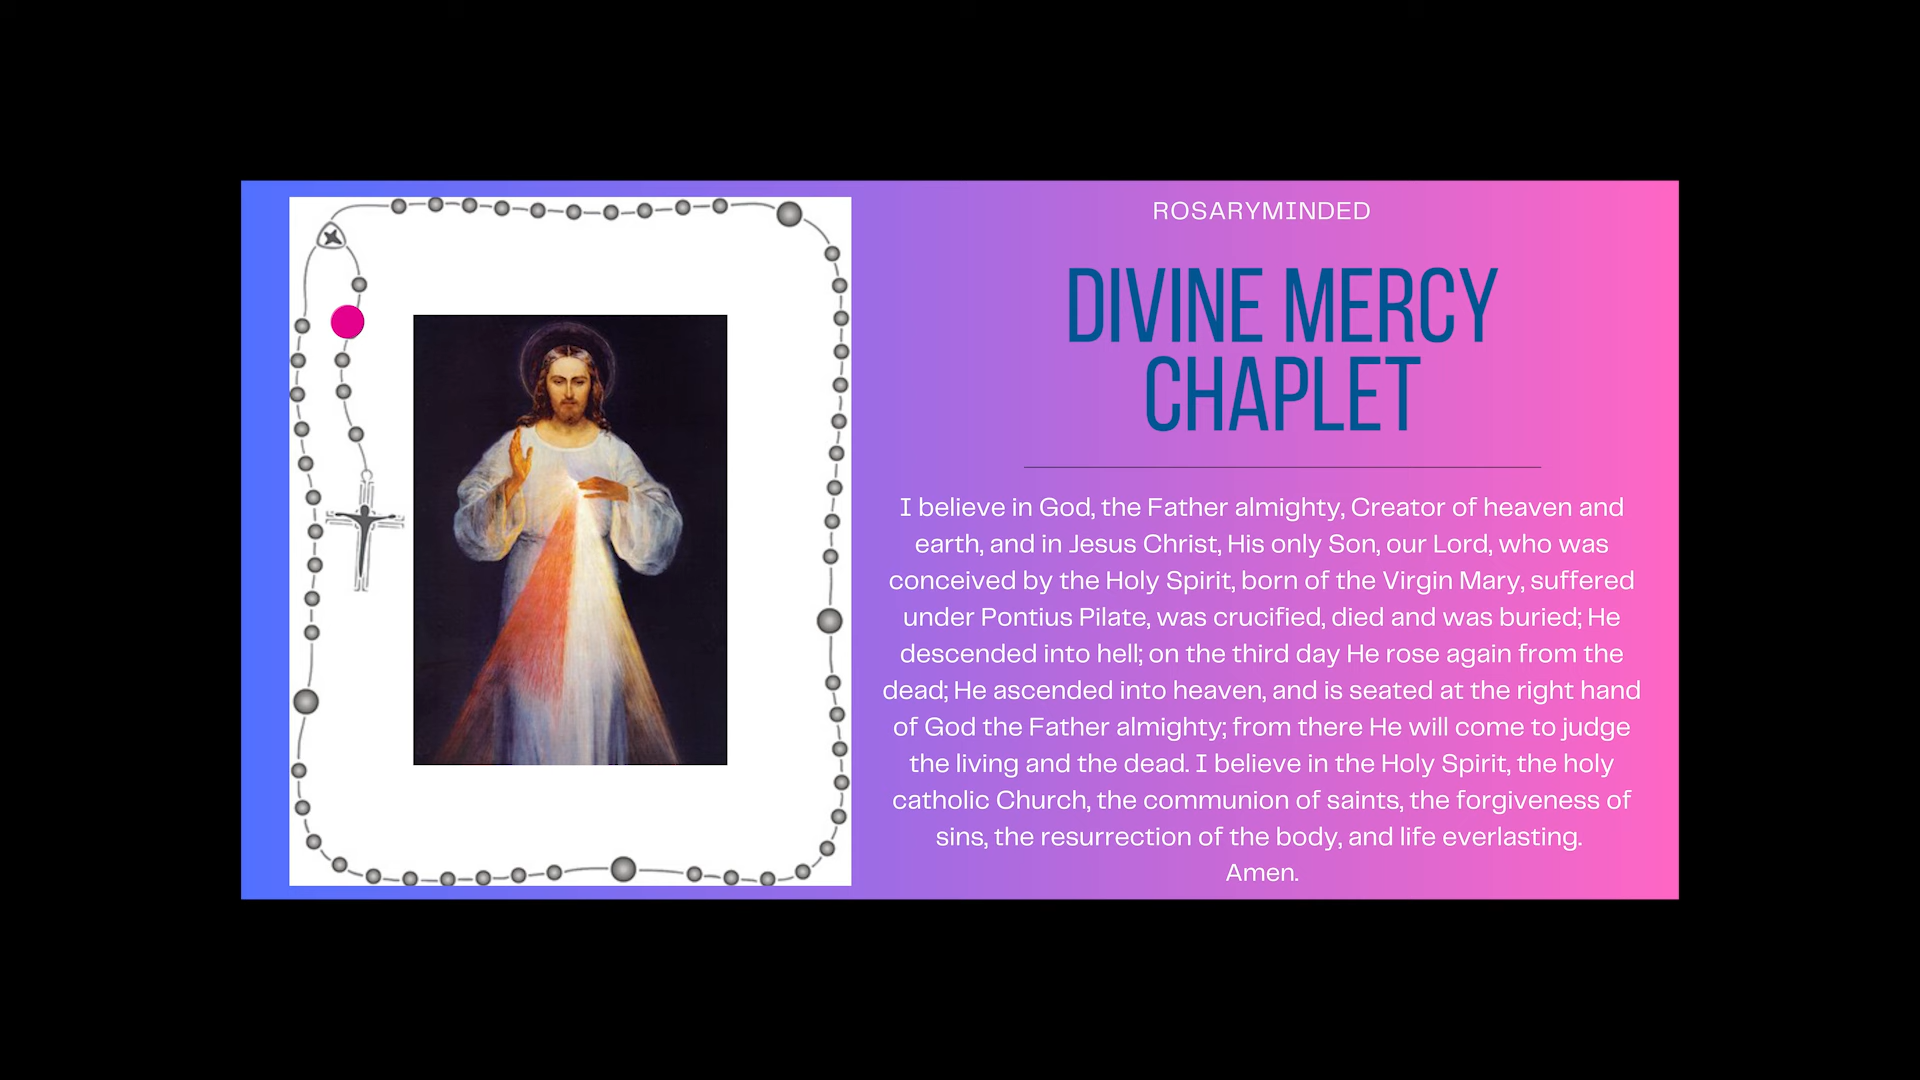 ROSARYMINDED
DIVINE MERCY
CHAPLET
I believe in God, the Father almighty, Creator of heaven and
earth, and in Jesus Christ, His only Son, our Lord, who was
conceived by the Holy Spirit, born of the Virgin Mary, suffered
under Pontius Pilate, was crucified, died and was buried; He
descended into hell; on the third day He rose again from the
dead; He ascended into heaven, and is seated at the right hand
of God the Father almighty; from there He will come to judge
the living and the dead. I believe in the Holy Spirit, the holy
catholic Church, the communion of saints, the forgiveness of
sins, the resurrection of the body, and life everlasting.
Amen.